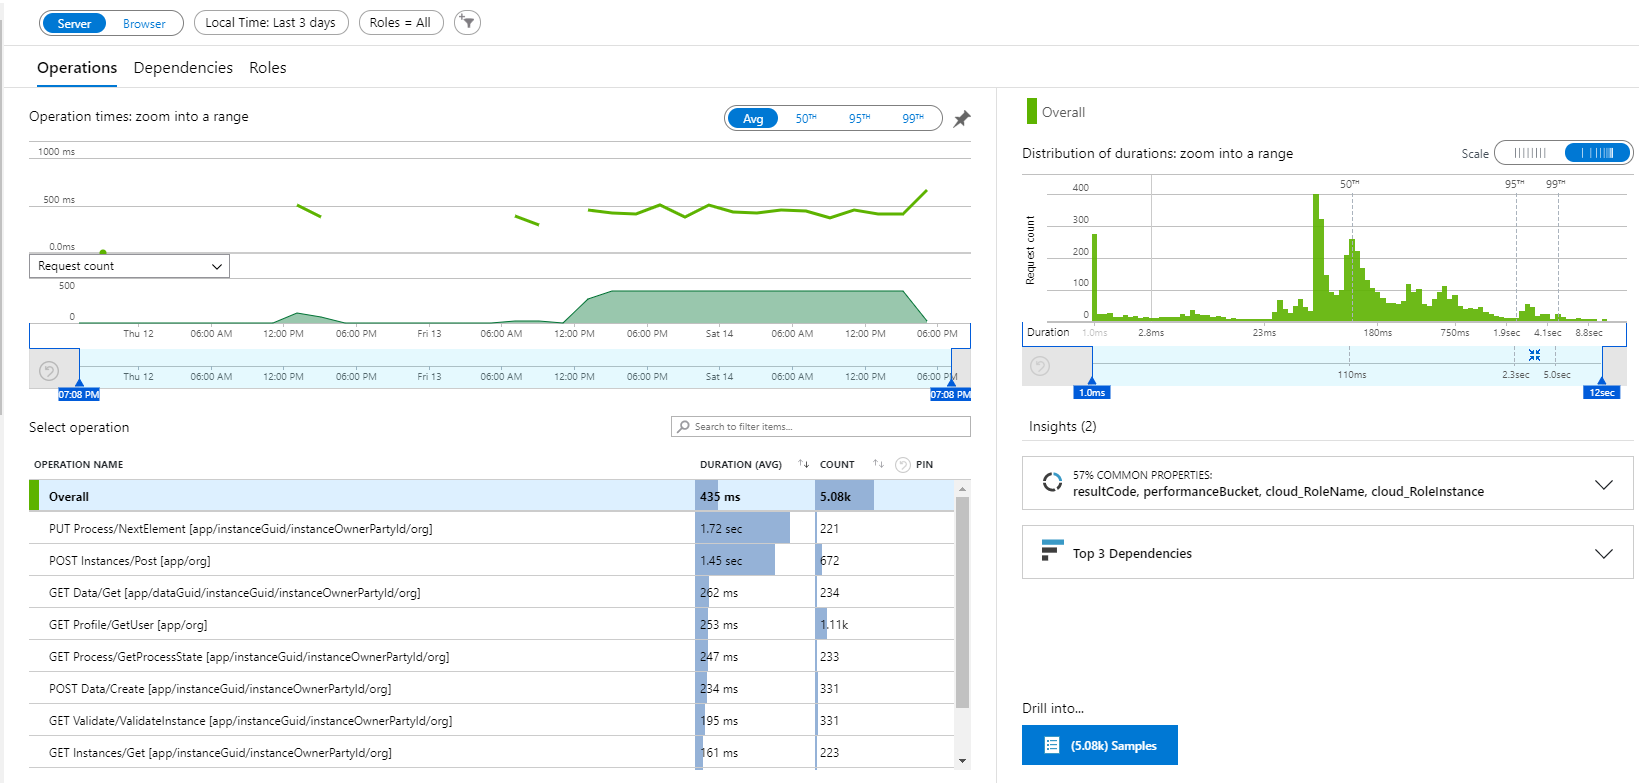 Server Browser Local Time: Last 3 days Roles = All
Operations Dependencies Roles
Operation times: zoom into a range
Avg 50TH 95TH 99TH
1000 ms
500 ms
0.0ms
Request count
500
0
Thu 12 06:00 AM 12:00 PM 06:00 PM Fri 13 06:00 AM 12:00 PM 06:00 PM Sat 14 06:00 AM 12:00 PM 06:00 PM
Thu 12 06:00 AM 12:00 PM 06:00 PM Fri 13 06:00 AM 12:00 PM 06:00 PM Sat 14 06:00 AM 12:00 PM 06:00 PM
07:08 PM 07:08 PM
Select operation
Search to filter items...
OPERATION NAME DURATION (AVG) COUNT PIN
Overall 435 ms 5.08k
PUT Process/NextElement [app/instanceGuid/instanceOwnerPartyId/org] 1.72 sec 221
POST Instances/Post [app/org] 1.45 sec 672
GET Data/Get [app/dataGuid/instanceGuid/instanceOwnerPartyId/org] 262 ms 234
GET Profile/GetUser [app/org] 253 ms 1.11k
GET Process/GetProcessState [app/instanceGuid/instanceOwnerPartyId/org] 247 ms 233
POST Data/Create [app/instanceGuid/instanceOwnerPartyId/org] 234 ms 331
GET Validate/ValidateInstance [app/instanceGuid/instanceOwnerPartyId/org] 195 ms 331
GET Instances/Get [app/instanceGuid/instanceOwnerPartyId/org] 161 ms 223
Overall
Distribution of durations: zoom into a range
Scale
50TH 95TH 99TH
Request count
400
300
200
100
0
Duration 1.0ms 2.8ms 23ms 180ms 750ms 1.9sec 4.1sec 8.8sec
110ms 2.3sec 5.0sec
1.0ms 12sec
Insights (2)
57% COMMON PROPERTIES:
resultCode, performanceBucket, cloud_RoleName, cloud_RoleInstance
Top 3 Dependencies
Drill into...
(5.08k) Samples